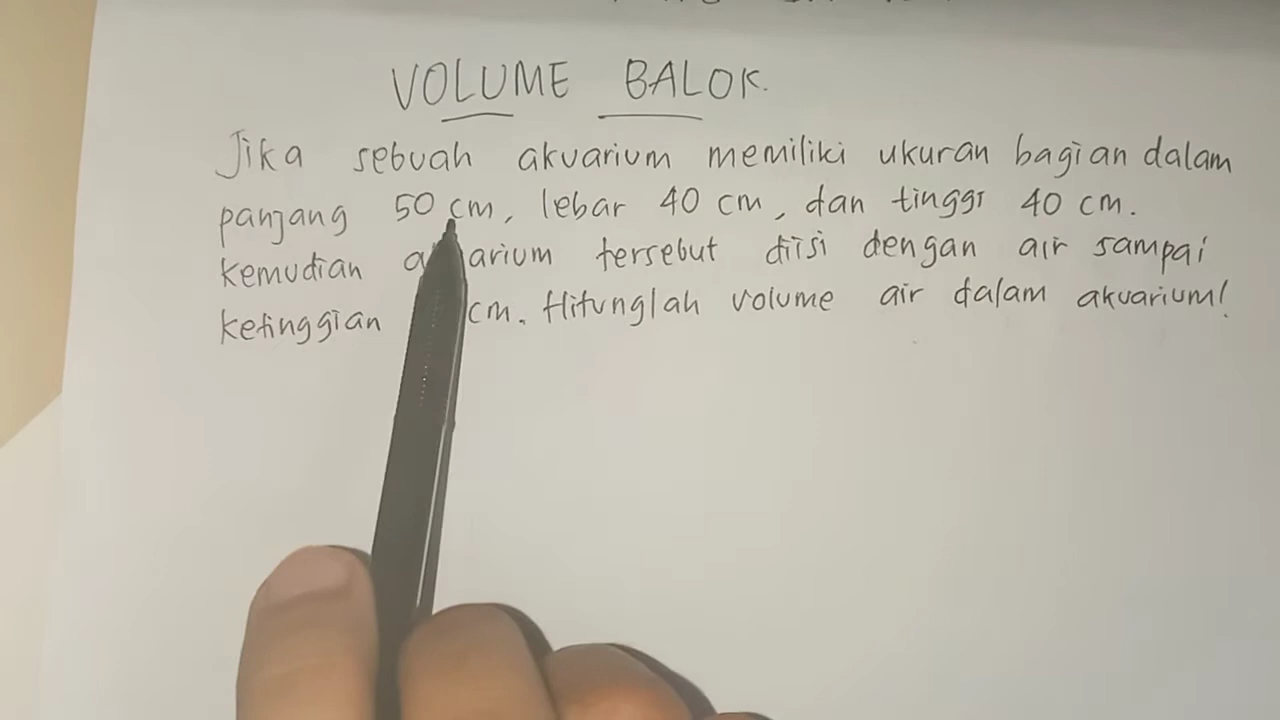 VOLUME BALOK.
Jika sebuah akuarium memiliki ukuran bagian dalam
panjang 50 cm, lebar 40 cm, dan tinggi 40 cm.
kemudian tersebut diisi dengan air sampai
ketinggian cm. Hitunglah volume air dalam akuarium!